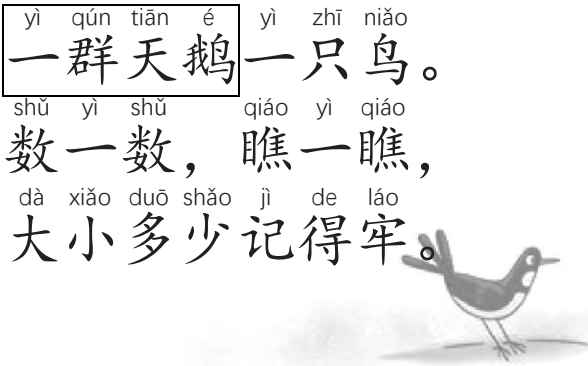 yì qún tiān é yì zhī niǎo
一群天鹅一只鸟。
shǔ yì shǔ qiáo yì qiáo
数一数，瞧一瞧，
dà xiǎo duō shǎo jì de láo
大小多少记得牢。